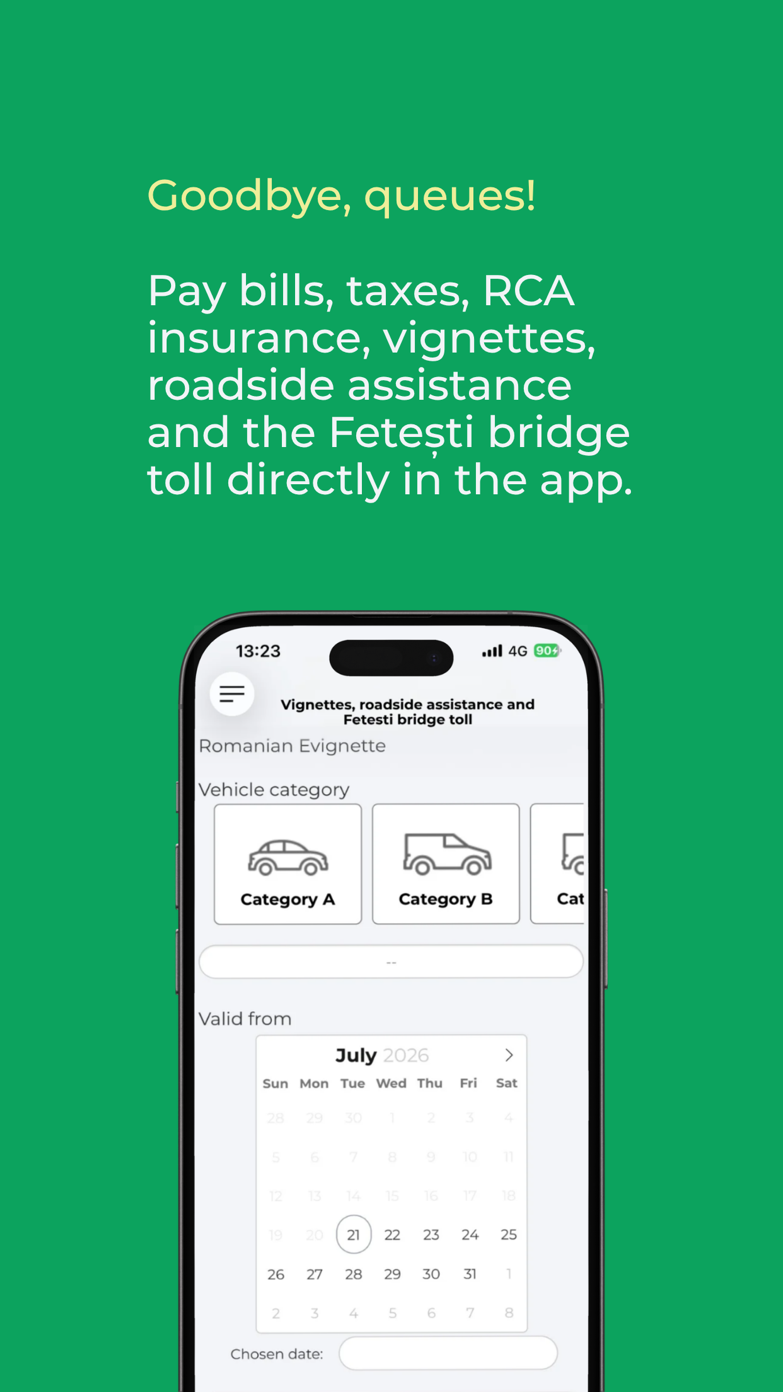 Goodbye, queues!
Pay bills, taxes, RCA
insurance, vignettes,
roadside assistance
and the Fetești bridge
toll directly in the app.
13:23
4G 90
Vignettes, roadside assistance and
Fetesti bridge toll
Romanian Evignette
Vehicle category
Category A Category B Cat
--
Valid from
July 2026
Sun Mon Tue Wed Thu Fri Sat
28 29 30 1 2 3 4
5 6 7 8 9 10 11
12 13 14 15 16 17 18
19 20 21 22 23 24 25
26 27 28 29 30 31 1
2 3 4 5 6 7 8
Chosen date: